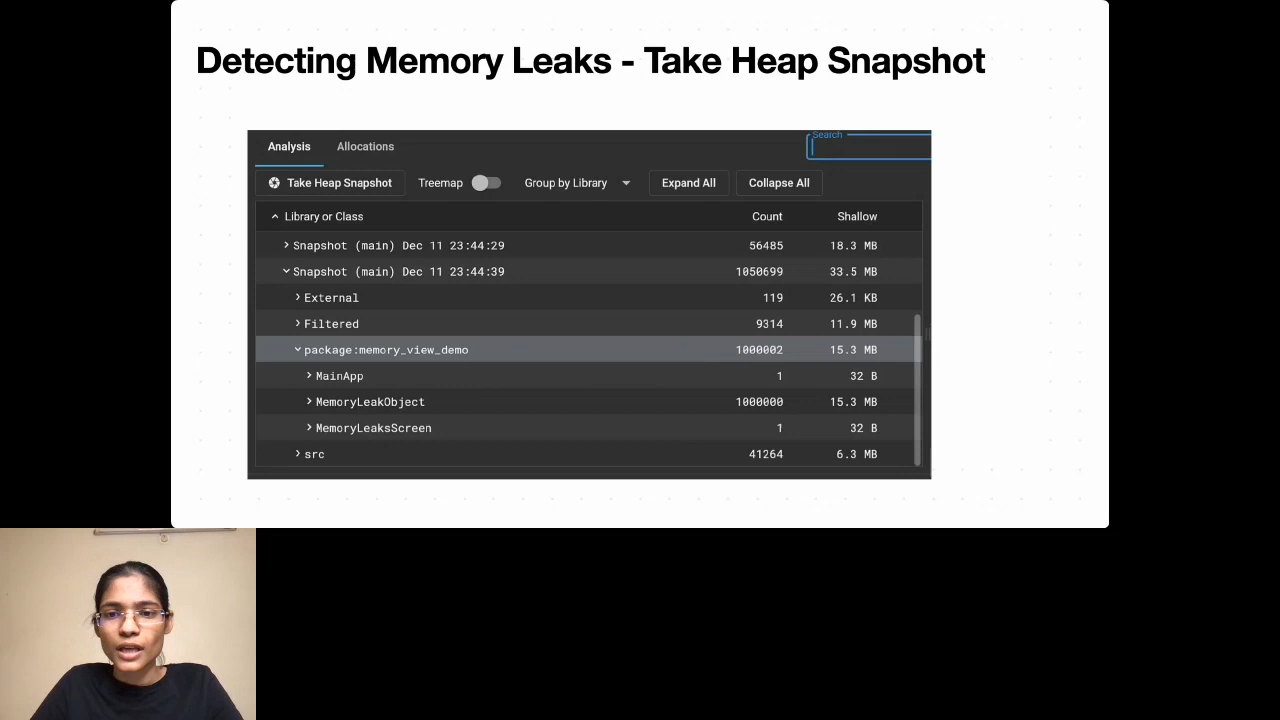 Detecting Memory Leaks - Take Heap Snapshot
Analysis Allocations Search
Take Heap Snapshot Treemap Group by Library Expand All Collapse All
Library or Class Count Shallow
Snapshot (main) Dec 11 23:44:29 56485 18.3 MB
Snapshot (main) Dec 11 23:44:39 1050699 33.5 MB
External 119 26.1 KB
Filtered 9314 11.9 MB
package:memory_view_demo 1000002 15.3 MB
MainApp 1 32 B
MemoryLeakObject 1000000 15.3 MB
MemoryLeaksScreen 1 32 B
src 41264 6.3 MB